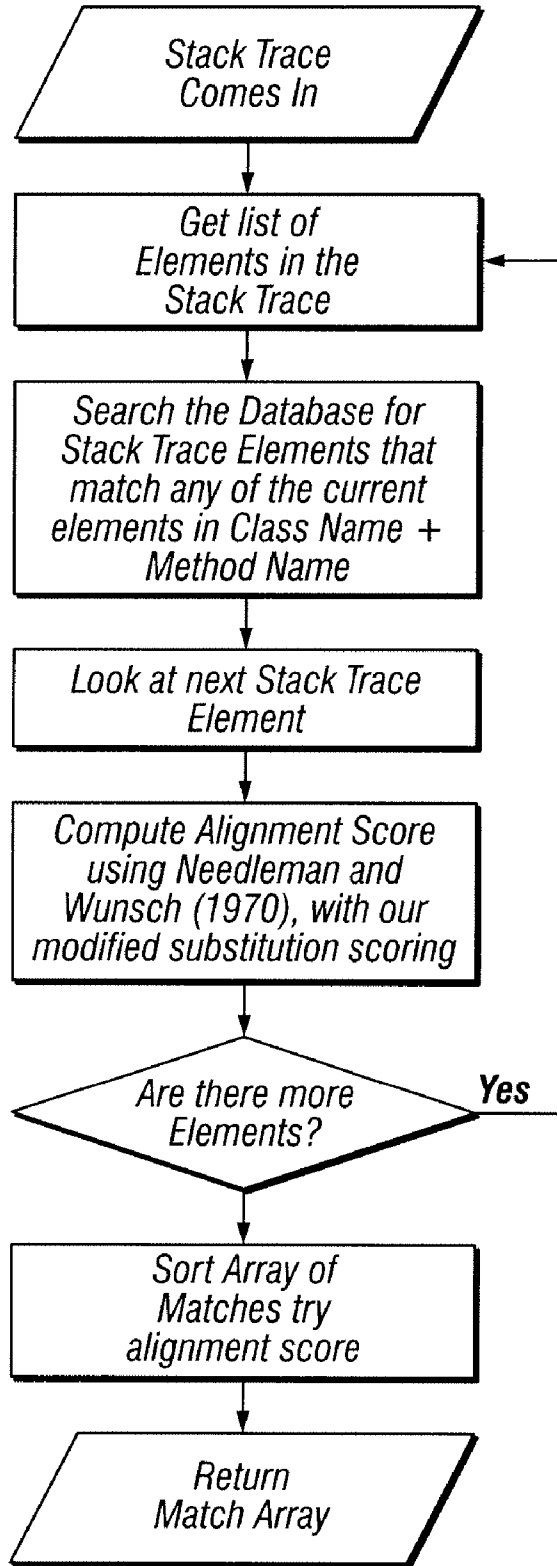 Stack Trace
Comes In
Get list of
Elements in the
Stack Trace
Search the Database for
Stack Trace Elements that
match any of the current
elements in Class Name +
Method Name
Look at next Stack Trace
Element
Compute Alignment Score
using Needleman and
Wunsch (1970), with our
modified substitution scoring
Are there more
Elements?
Yes
Sort Array of
Matches try
alignment score
Return
Match Array